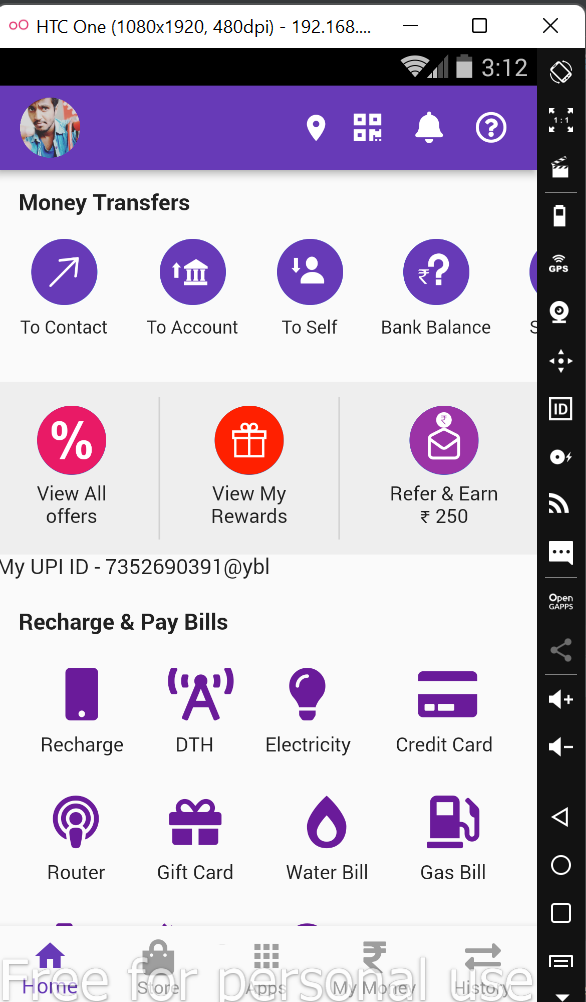 HTC One (1080x1920, 480dpi) - 192.168....
3:12
1:1
Money Transfers
GPS
To Contact
To Account
To Self
Bank Balance
S
ID
%
View All
offers
View My
Rewards
Refer & Earn
₹ 250
My UPI ID - 7352690391@ybl
Open
GAPPS
Recharge & Pay Bills
Recharge
DTH
Electricity
Credit Card
Router
Gift Card
Water Bill
Gas Bill
Home
Store
Apps
My Money
History
Free for personal use